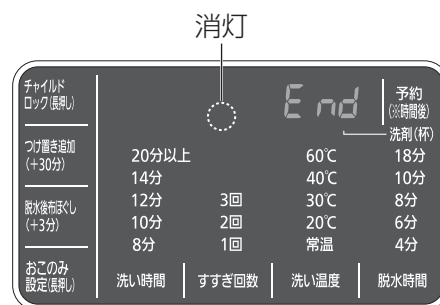 消灯
チャイルド
ロック(長押し)
End
予約
(※時間後)
洗剤(杯)
つけ置き追加
(+30分)
20分以上 60℃ 18分
14分 40℃ 10分
脱水後布ほぐし
(+3分)
12分 3回 30℃ 8分
10分 2回 20℃ 6分
8分 1回 常温 4分
おこのみ
設定(長押し)
洗い時間 すすぎ回数 洗い温度 脱水時間